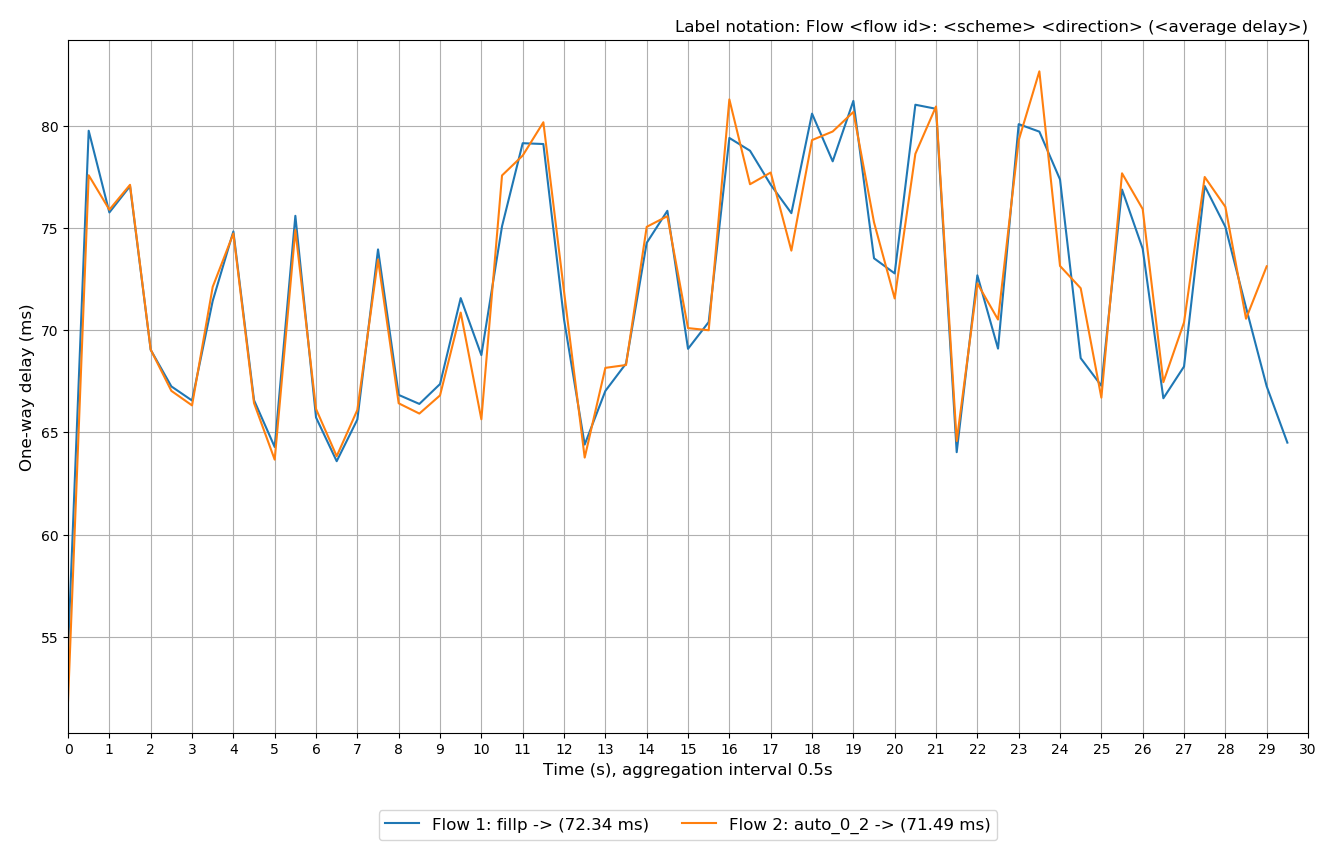 Label notation: Flow <flow id>: <scheme> <direction> (<average delay>)
One-way delay (ms)
80
75
70
65
60
55
0 1 2 3 4 5 6 7 8 9 10 11 12 13 14 15 16 17 18 19 20 21 22 23 24 25 26 27 28 29 30
Time (s), aggregation interval 0.5s
Flow 1: fillp -> (72.34 ms) Flow 2: auto_0_2 -> (71.49 ms)